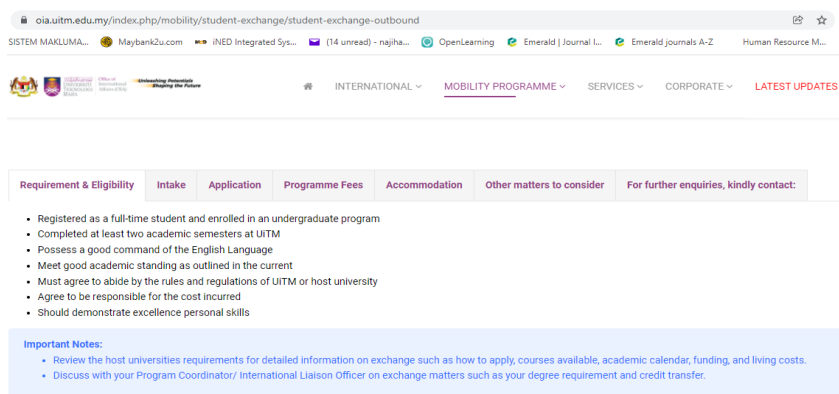 oia.uitm.edu.my/index.php/mobility/student-exchange/student-exchange-outbound
SISTEM MAKLUMA... Maybank2u.com iNED Integrated Sys... (14 unread) - najiha... OpenLearning Emerald | Journal I... Emerald journals A-Z Human Resource M...
Unleashing Potentials
Shaping the Future
INTERNATIONAL MOBILITY PROGRAMME SERVICES CORPORATE LATEST UPDATES
Requirement & Eligibility Intake Application Programme Fees Accommodation Other matters to consider For further enquiries, kindly contact:
• Registered as a full-time student and enrolled in an undergraduate program
• Completed at least two academic semesters at UiTM
• Possess a good command of the English Language
• Meet good academic standing as outlined in the current
• Must agree to abide by the rules and regulations of UiTM or host university
• Agree to be responsible for the cost incurred
• Should demonstrate excellence personal skills
Important Notes:
• Review the host universities requirements for detailed information on exchange such as how to apply, courses available, academic calendar, funding, and living costs.
• Discuss with your Program Coordinator/ International Liaison Officer on exchange matters such as your degree requirement and credit transfer.